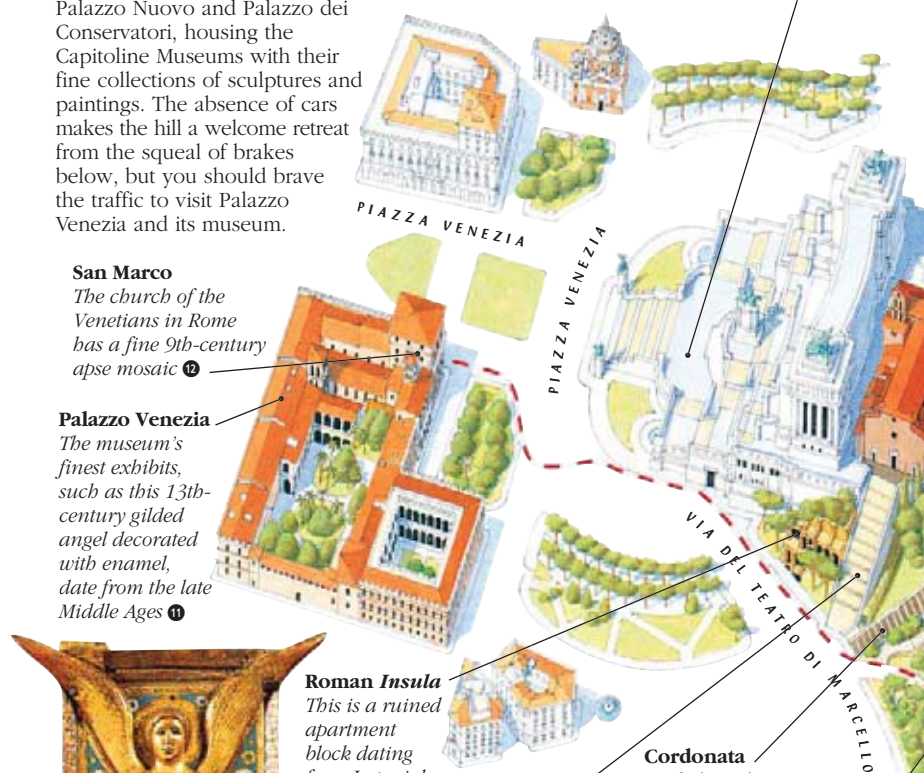 Palazzo Nuovo and Palazzo dei
Conservatori, housing the
Capitoline Museums with their
fine collections of sculptures and
paintings. The absence of cars
makes the hill a welcome retreat
from the squeal of brakes
below, but you should brave
the traffic to visit Palazzo
Venezia and its museum.
PIAZZA VENEZIA
PIAZZA VENEZIA
San Marco
The church of the
Venetians in Rome
has a fine 9th-century
apse mosaic 12
Palazzo Venezia
The museum's
finest exhibits,
such as this 13th-
century gilded
angel decorated
with enamel,
date from the late
Middle Ages 11
VIA DEL TEATRO DI MARCELLO
Roman Insula
This is a ruined
apartment
block dating
Cordonata